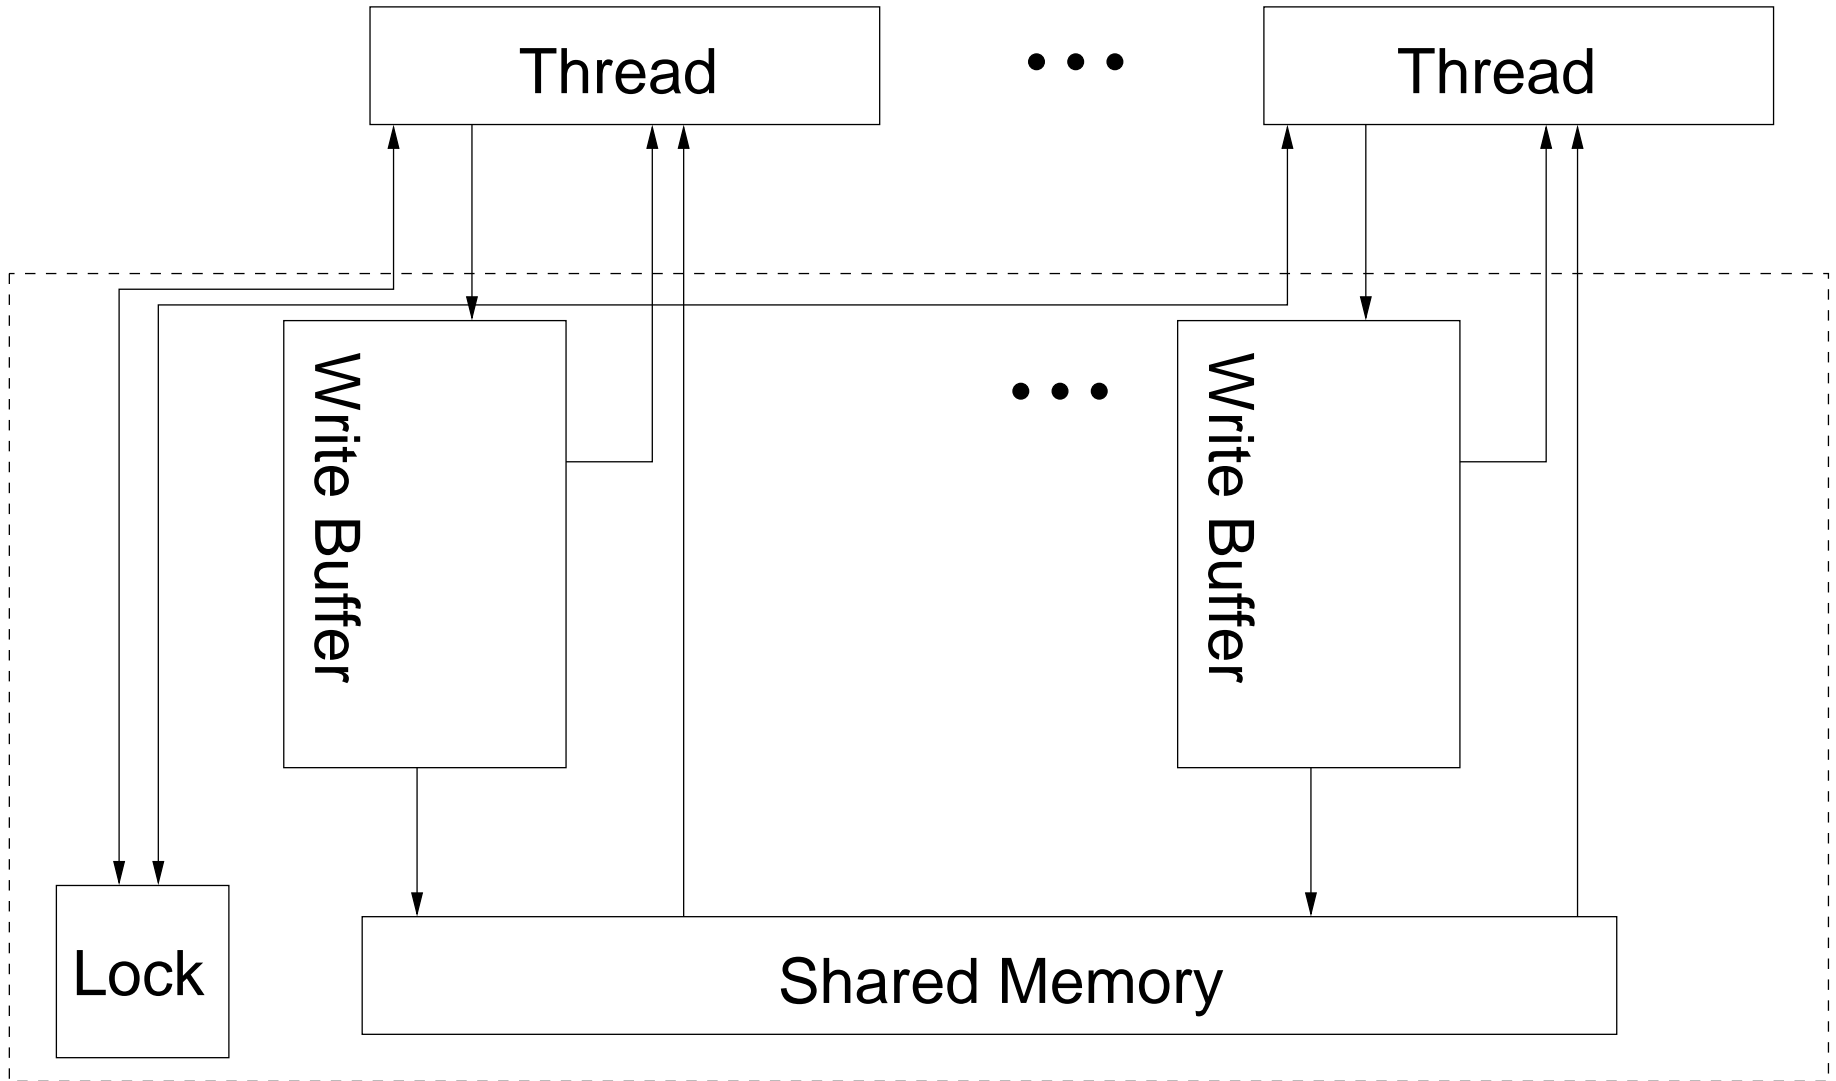 Thread
Thread
Write Buffer
Write Buffer
Lock
Shared Memory